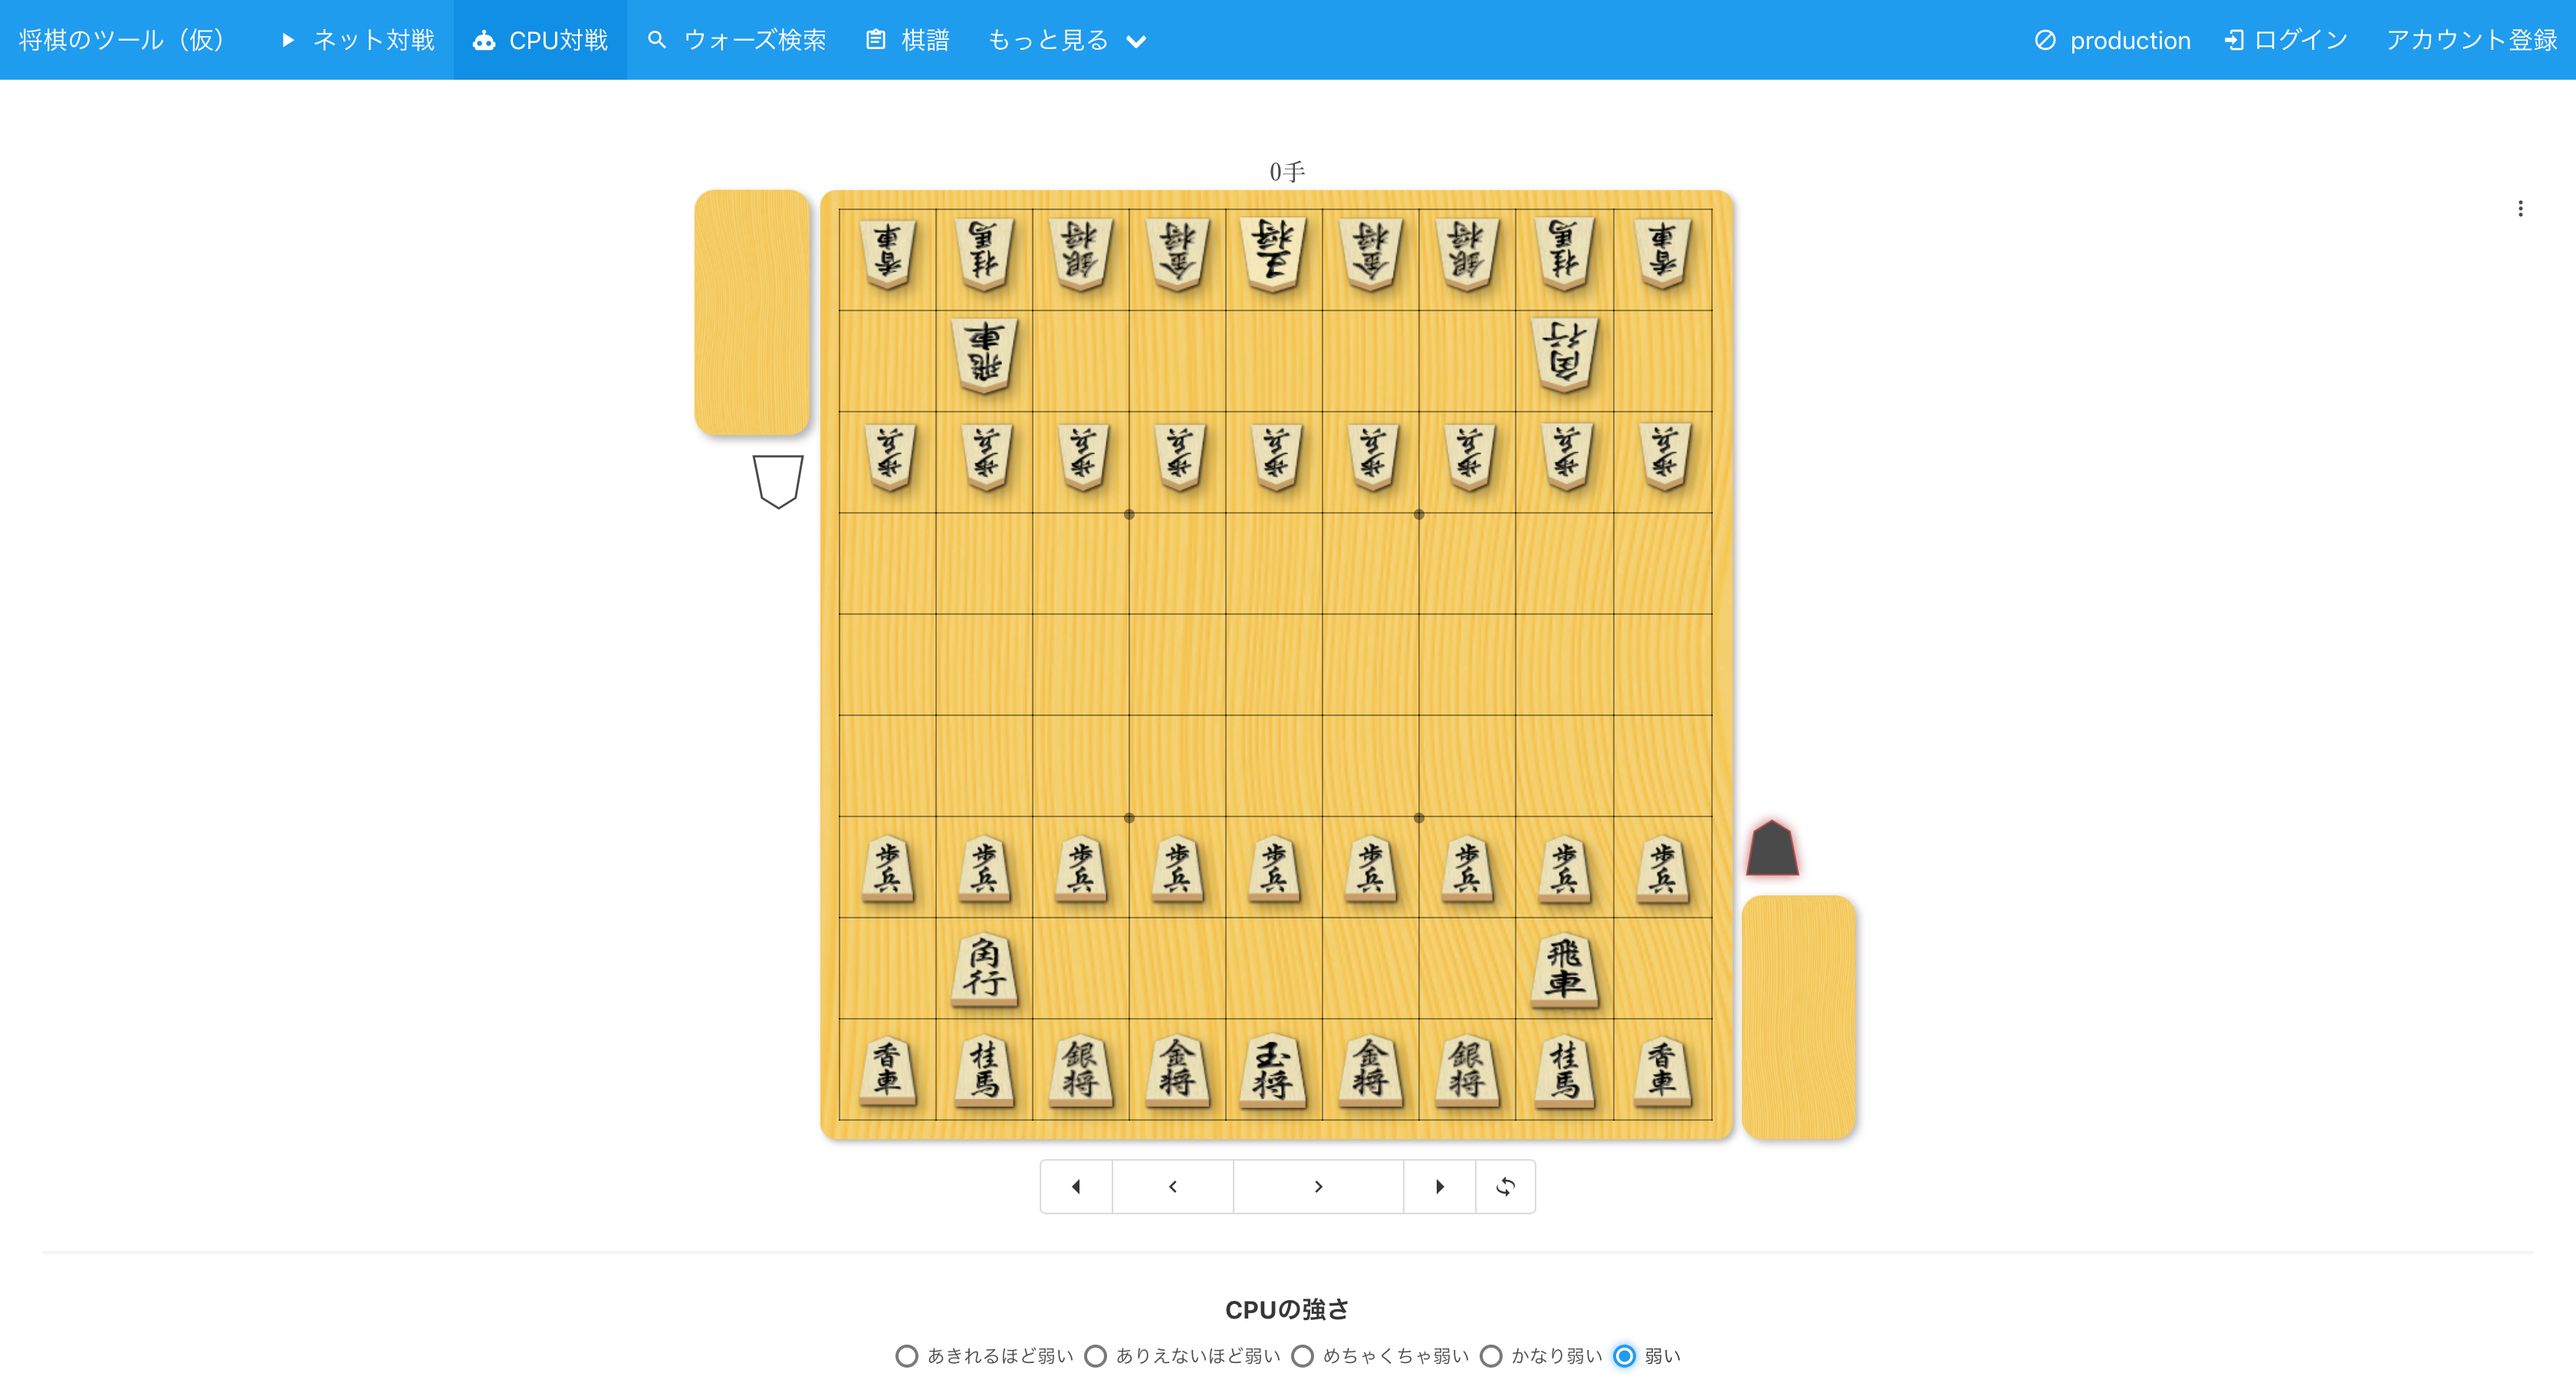 将棋のツール（仮） ネット対戦 CPU対戦 ウォーズ検索 棋譜 もっと見る production ログイン アカウント登録
0手
香車 桂馬 銀将 金将 王将 金将 銀将 桂馬 香車
飛車 角行
歩兵 歩兵 歩兵 歩兵 歩兵 歩兵 歩兵 歩兵 歩兵
歩兵 歩兵 歩兵 歩兵 歩兵 歩兵 歩兵 歩兵 歩兵
角行 飛車
香車 桂馬 銀将 金将 玉将 金将 銀将 桂馬 香車
CPUの強さ
あきれるほど弱い ありえないほど弱い めちゃくちゃ弱い かなり弱い 弱い